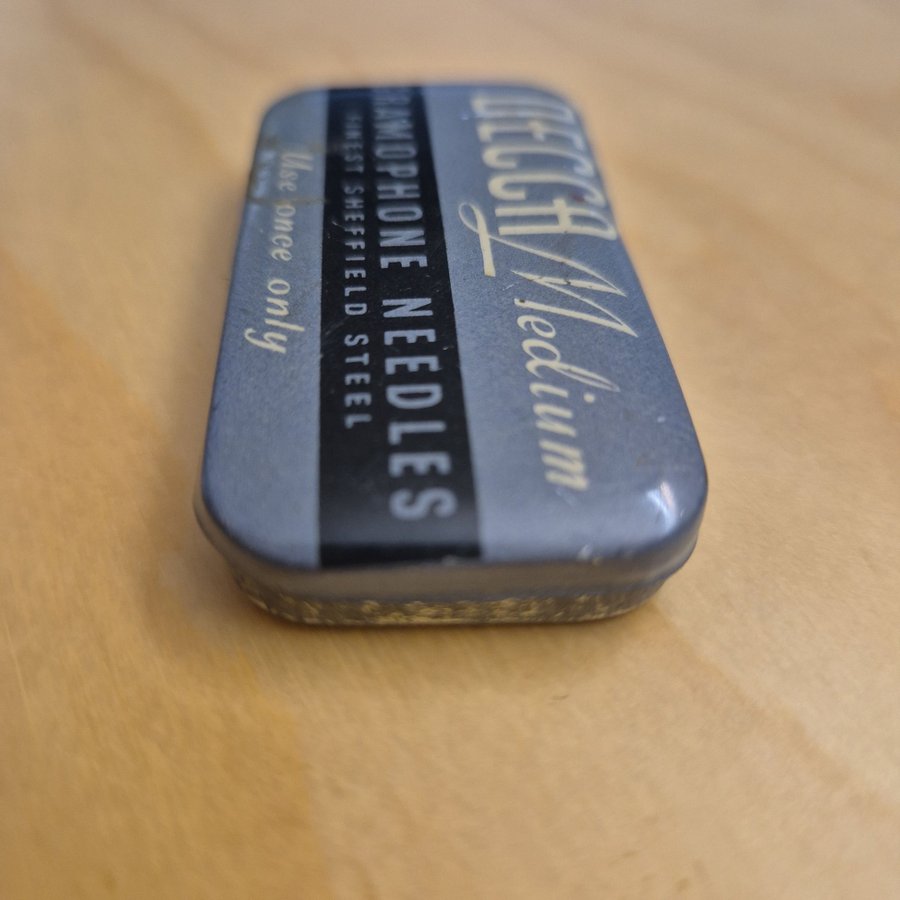 DECCA Medium
GRAMOPHONE NEEDLES
FINEST SHEFFIELD STEEL
Use once only